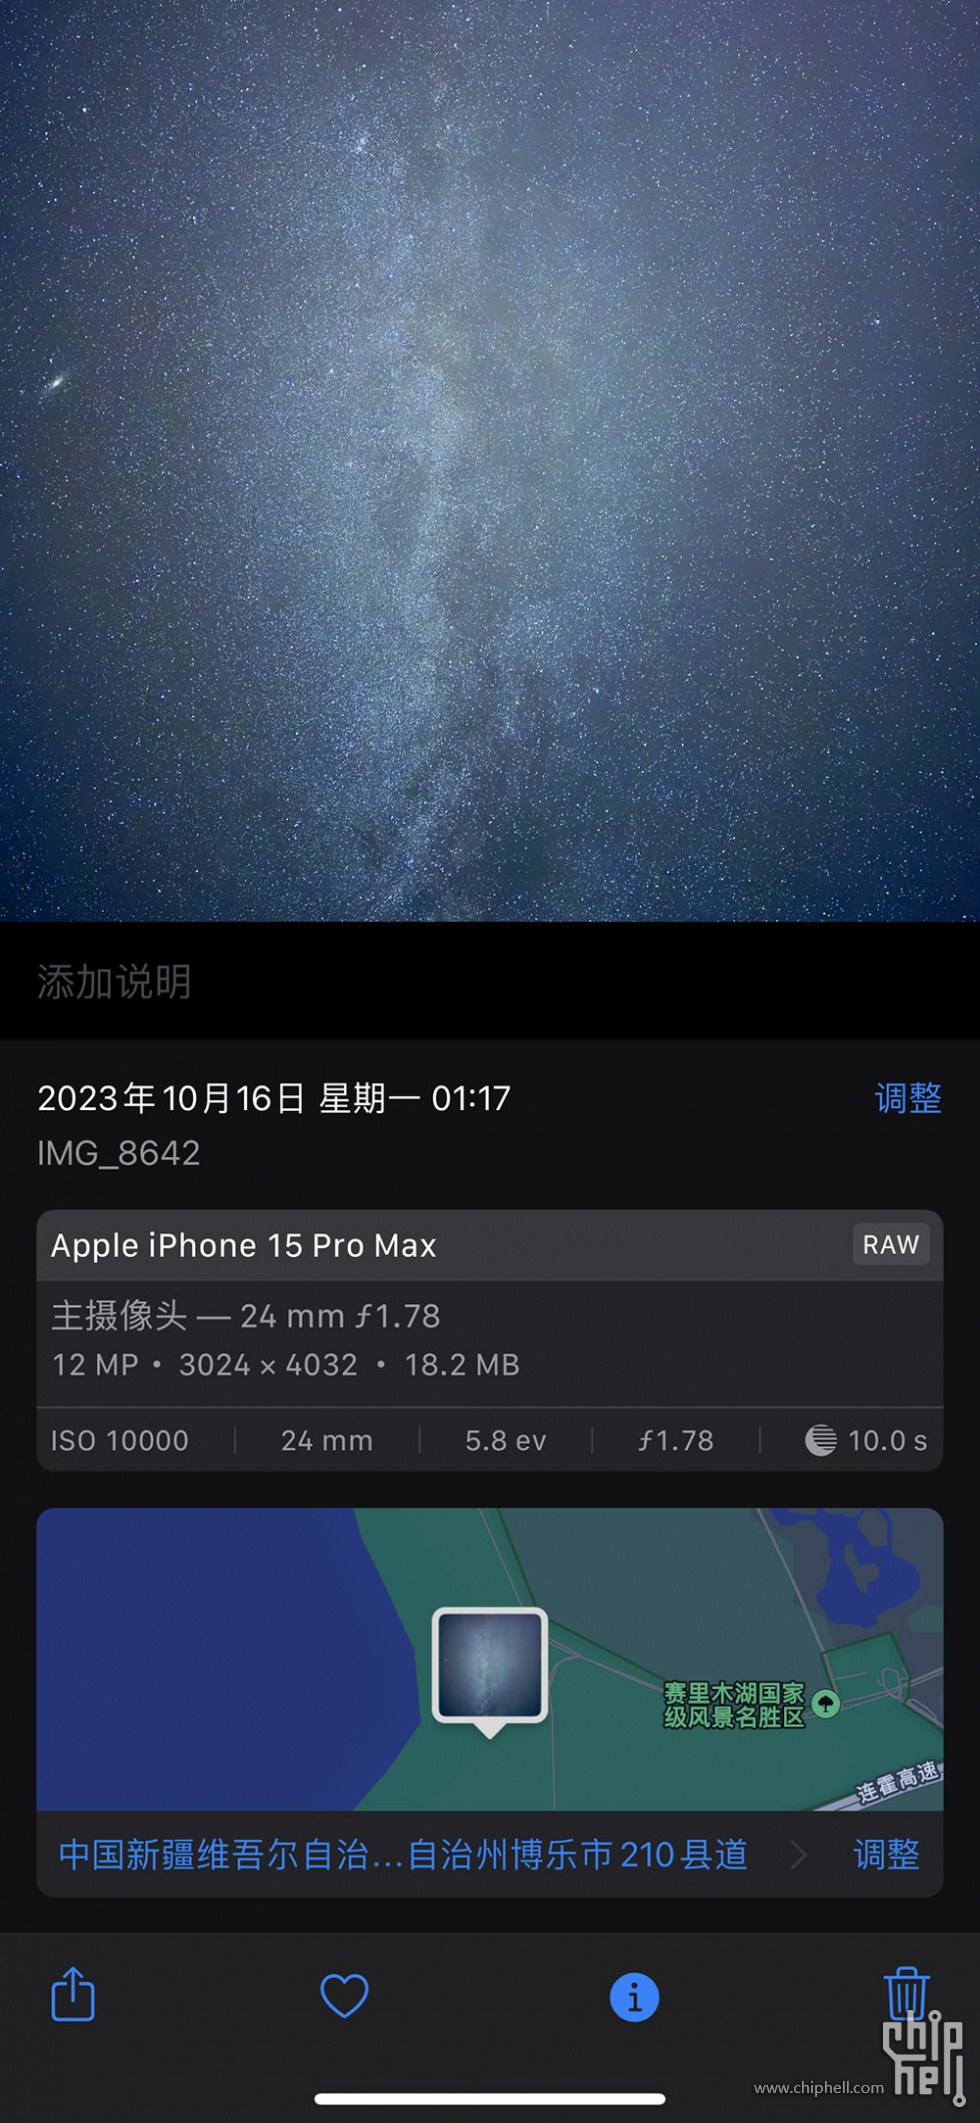 添加说明
2023年10月16日 星期一 01:17
调整
IMG_8642
Apple iPhone 15 Pro Max
RAW
主摄像头 — 24 mm ƒ1.78
12 MP • 3024 × 4032 • 18.2 MB
ISO 10000
24 mm
5.8 ev
ƒ1.78
10.0 s
赛里木湖国家
级风景名胜区
连霍高速
中国新疆维吾尔自治…自治州博乐市210县道
调整
chip
hell
www.chiphell.com